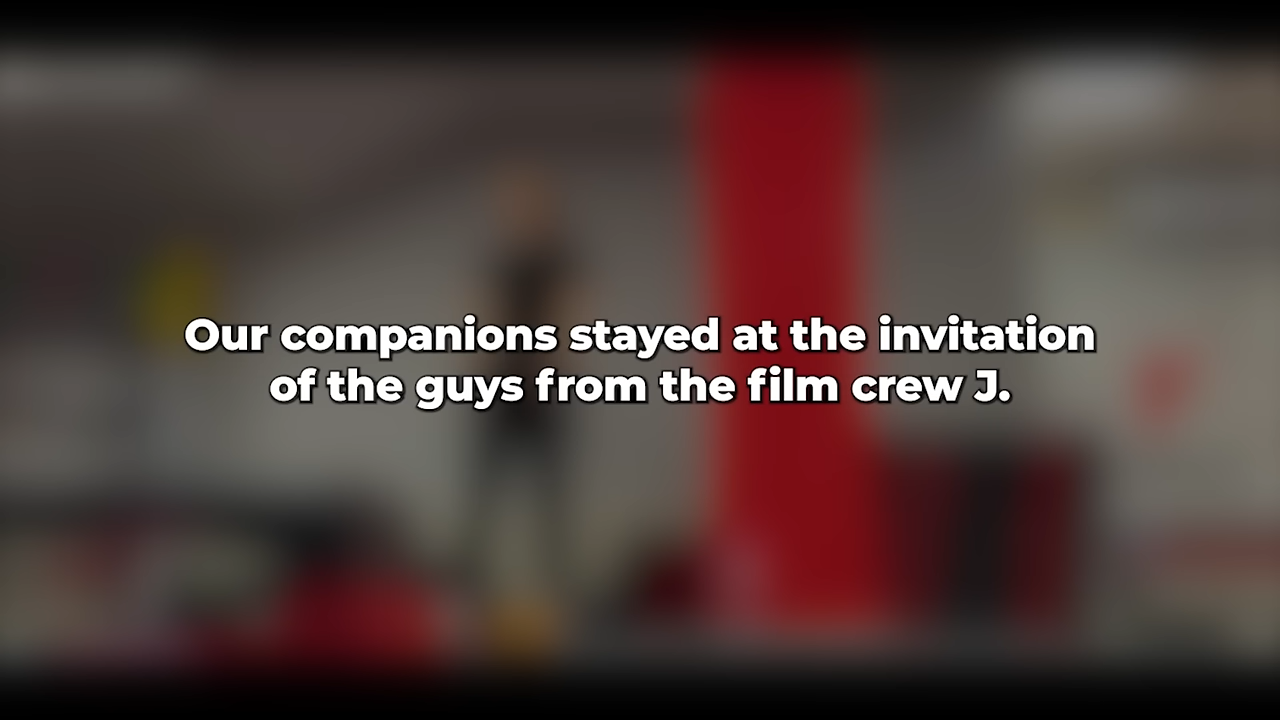 Our companions stayed at the invitation
of the guys from the film crew J.